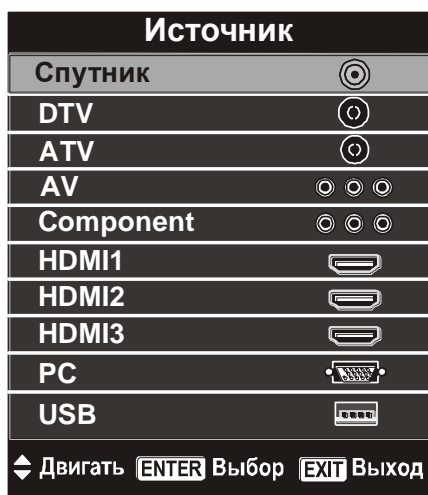 Источник
Спутник
DTV
ATV
AV
Component
HDMI1
HDMI2
HDMI3
PC
USB
Двигать ENTER Выбор EXIT Выход